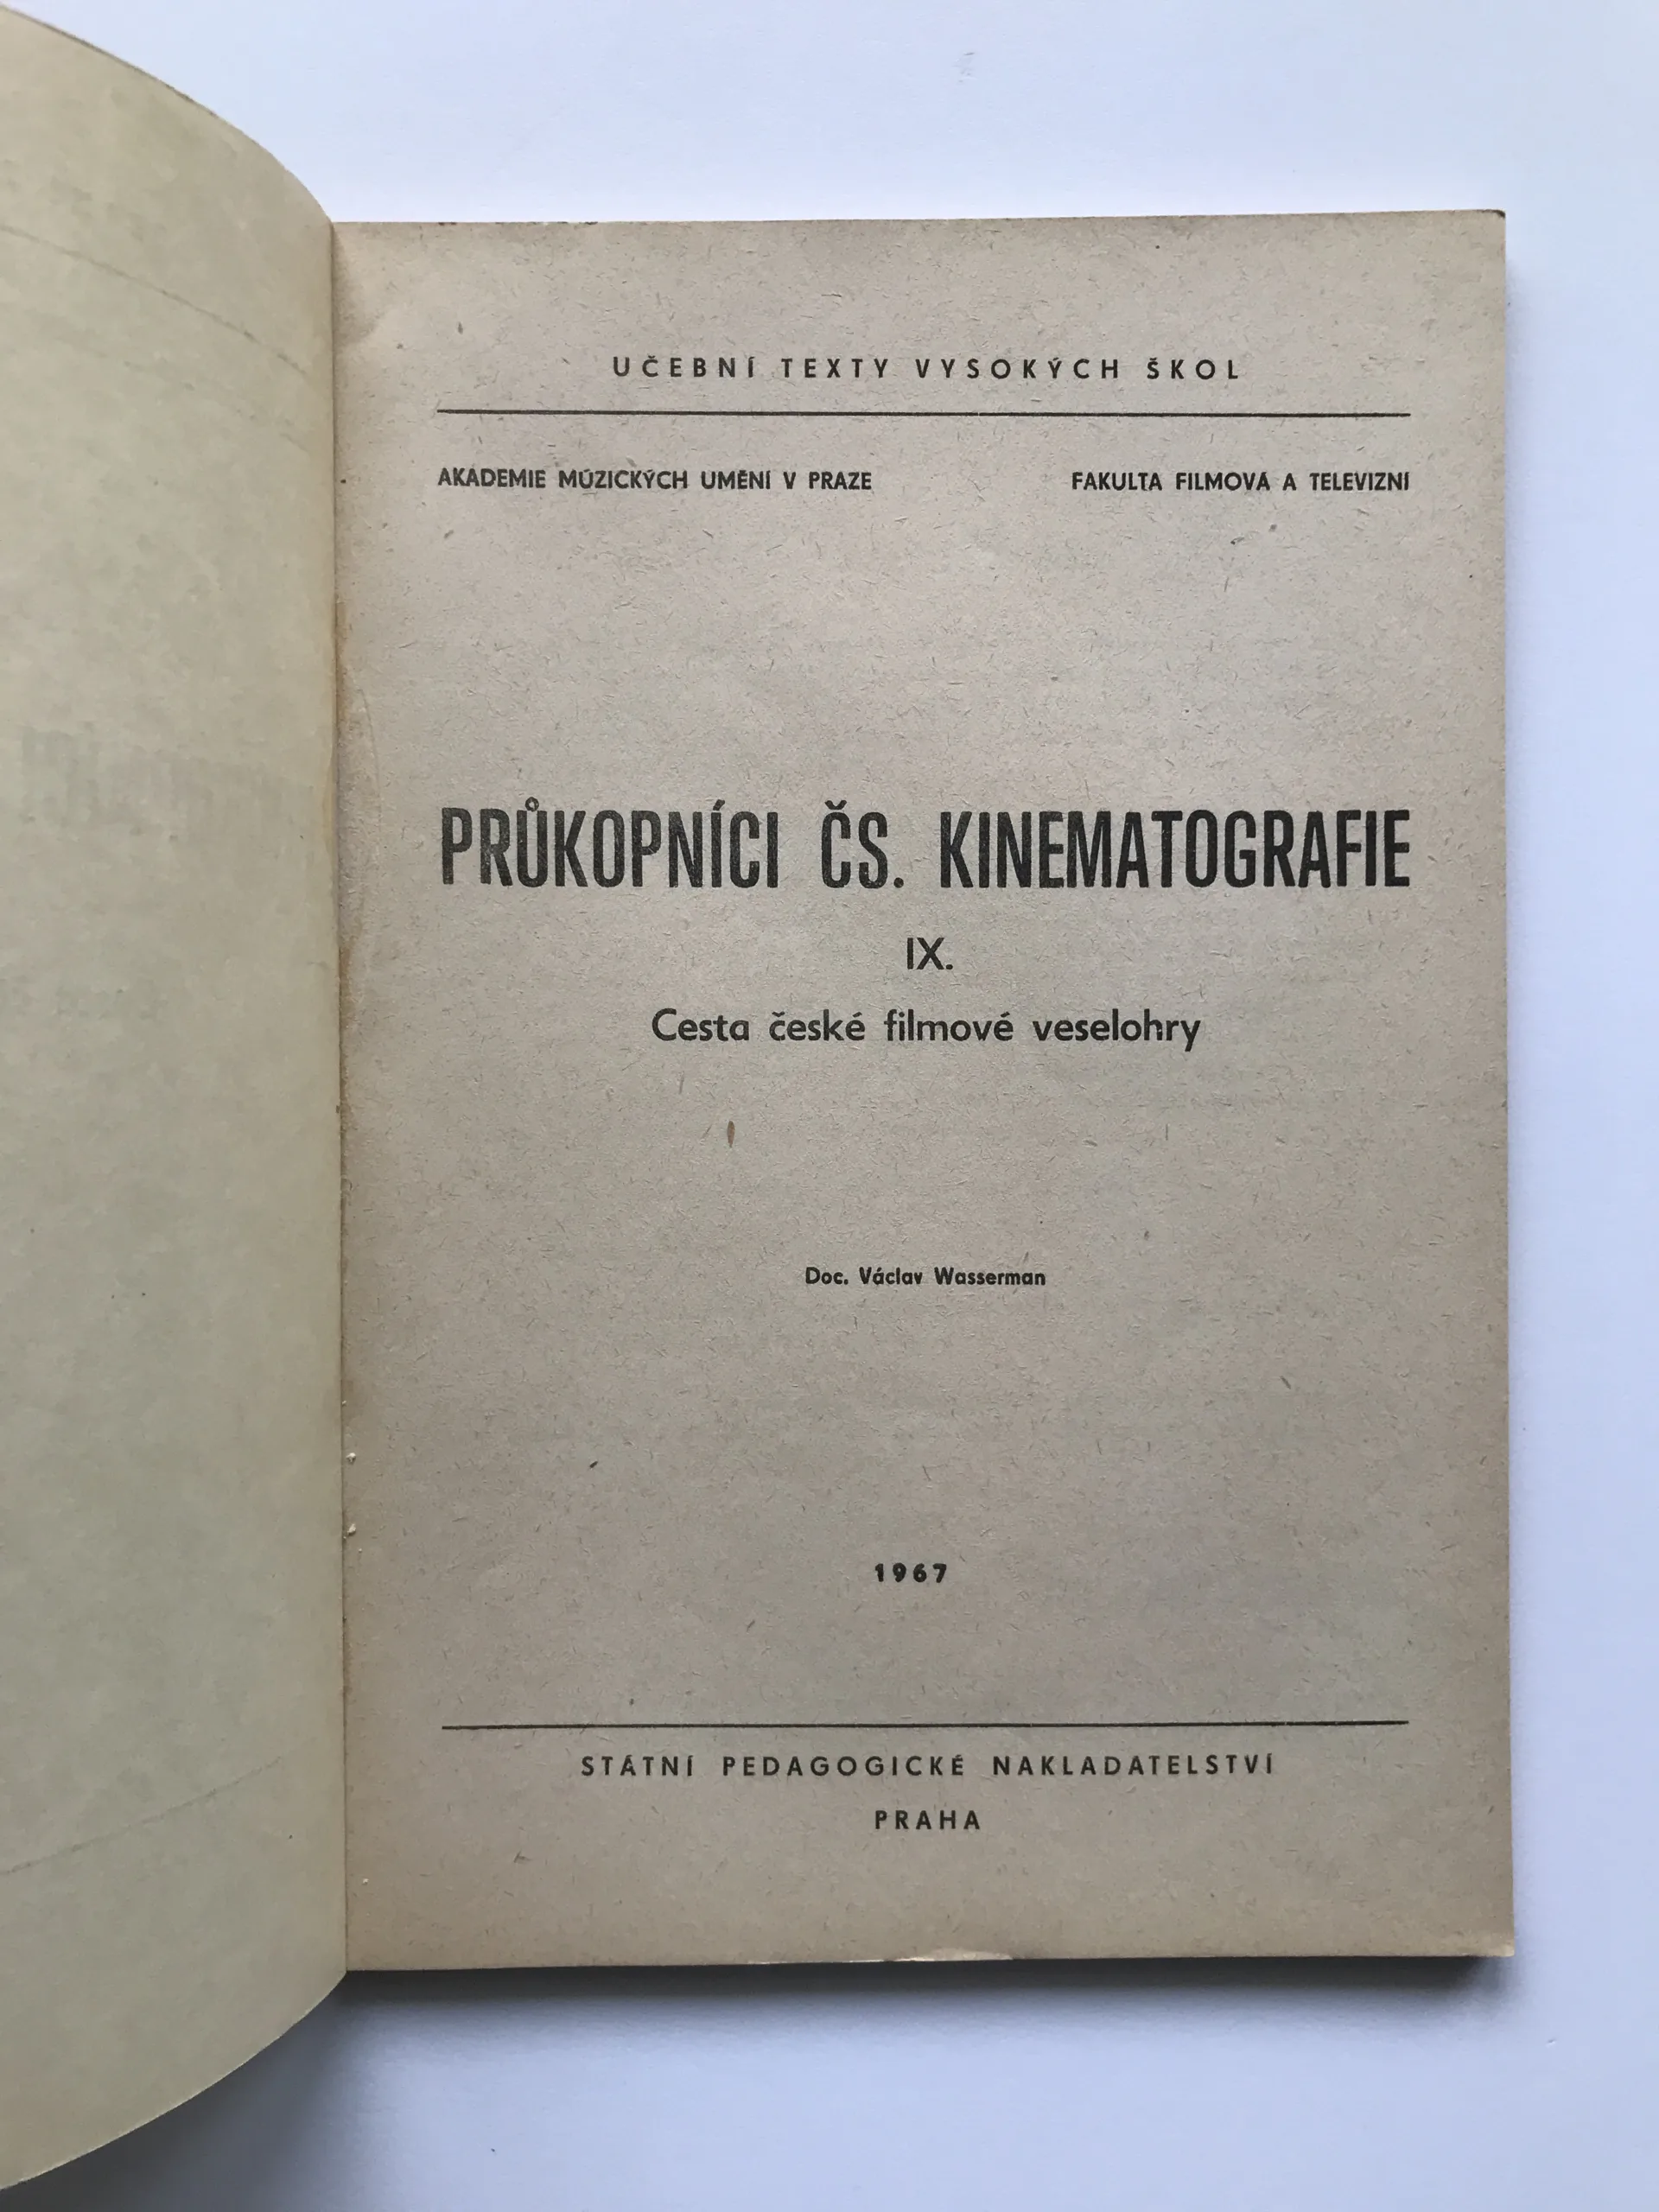 UČEBNÍ TEXTY VYSOKÝCH ŠKOL
AKADEMIE MÚZICKÝCH UMĚNÍ V PRAZE FAKULTA FILMOVÁ A TELEVIZNÍ
PRŮKOPNÍCI ČS. KINEMATOGRAFIE
IX.
Cesta české filmové veselohry
Doc. Václav Wasserman
1967
STÁTNÍ PEDAGOGICKÉ NAKLADATELSTVÍ
PRAHA